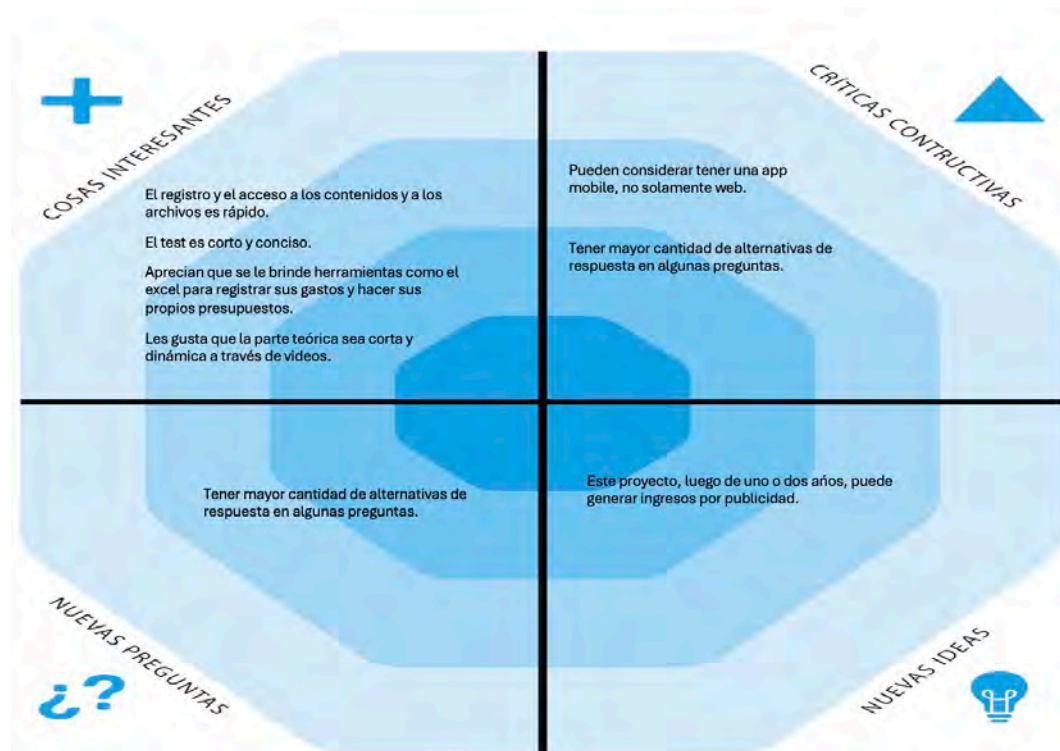 COSAS INTERESANTES
El registro y el acceso a los contenidos y a los
archivos es rápido.
El test es corto y conciso.
Aprecian que se le brinde herramientas como el
excel para registrar sus gastos y hacer sus
propios presupuestos.
Les gusta que la parte teórica sea corta y
dinámica a través de videos.
CRÍTICAS CONTRUCTIVAS
Pueden considerar tener una app
mobile, no solamente web.
Tener mayor cantidad de alternativas de
respuesta en algunas preguntas.
NUEVAS PREGUNTAS
¿?
Tener mayor cantidad de alternativas de
respuesta en algunas preguntas.
NUEVAS IDEAS
Este proyecto, luego de uno o dos años, puede
generar ingresos por publicidad.